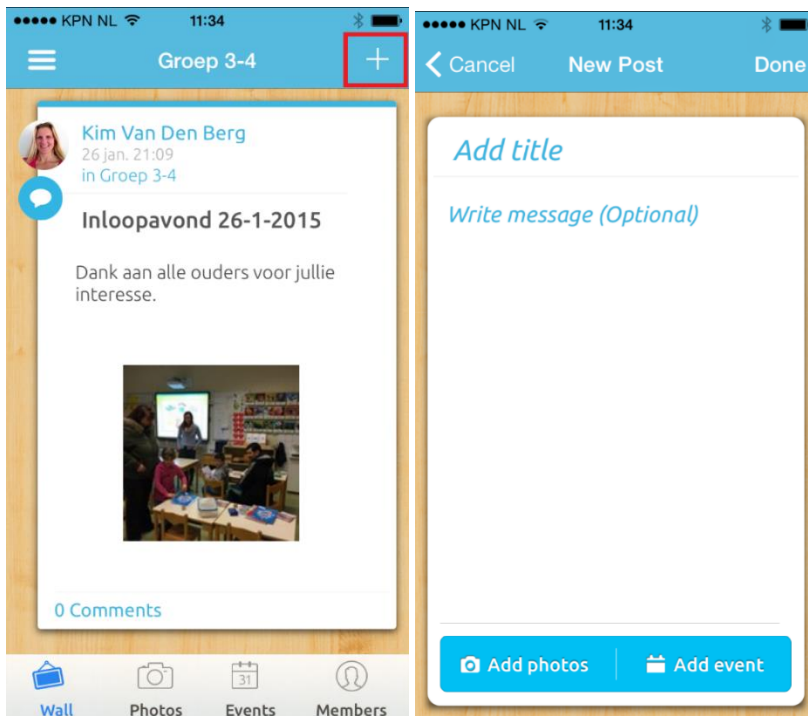 KPN NL 11:34
Groep 3-4
Kim Van Den Berg
26 jan. 21:09
in Groep 3-4
Inloopavond 26-1-2015
Dank aan alle ouders voor jullie
interesse.
0 Comments
31
Wall Photos Events Members
KPN NL 11:34
Cancel New Post Done
Add title
Write message (Optional)
Add photos Add event